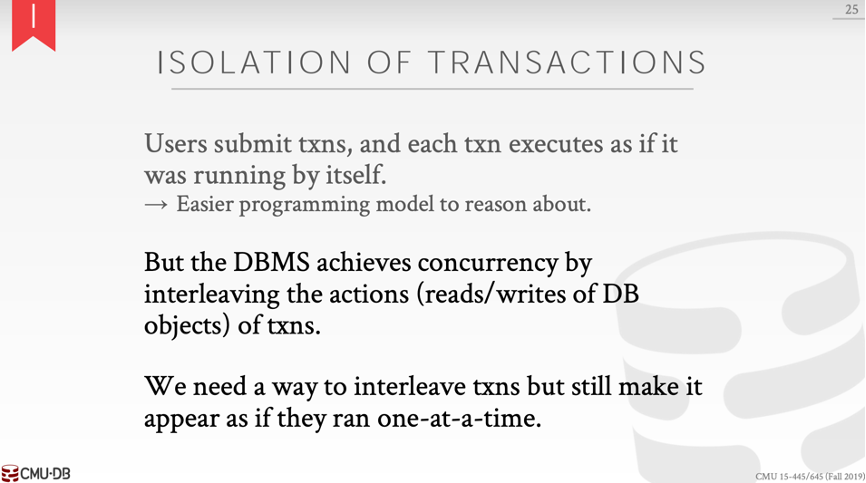 I
25
ISOLATION OF TRANSACTIONS
Users submit txns, and each txn executes as if it
was running by itself.
→ Easier programming model to reason about.
But the DBMS achieves concurrency by
interleaving the actions (reads/writes of DB
objects) of txns.
We need a way to interleave txns but still make it
appear as if they ran one-at-a-time.
CMU·DB
CMU 15-445/645 (Fall 2019)